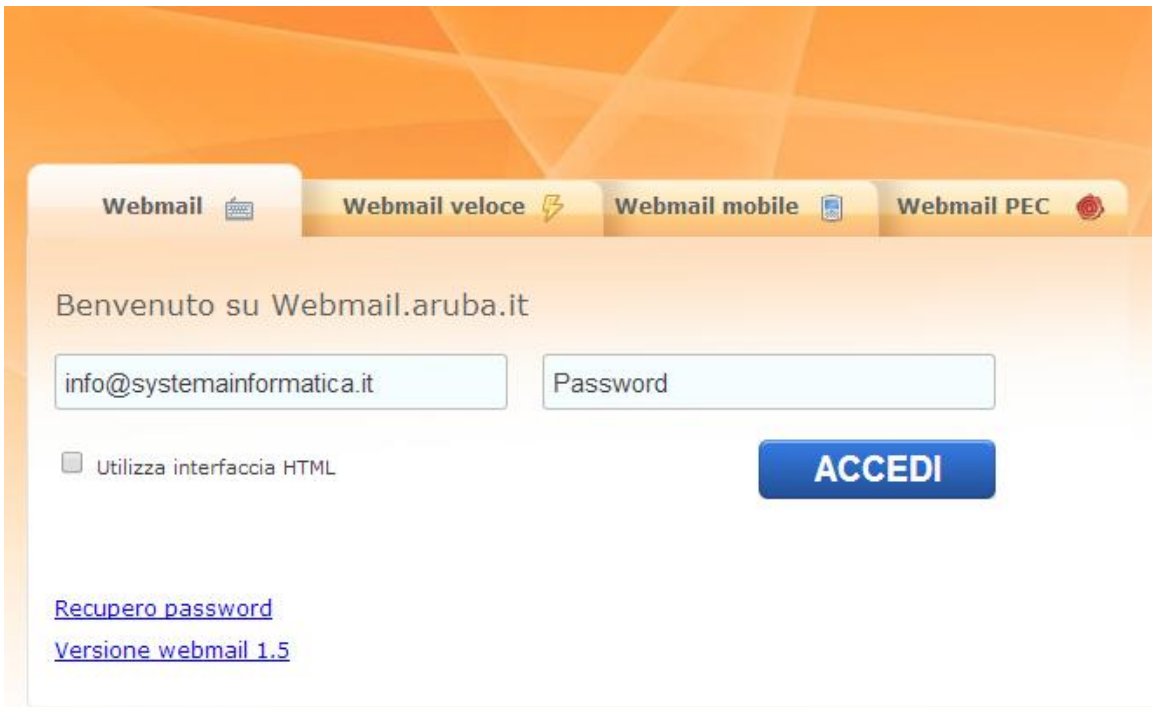 Webmail Webmail veloce Webmail mobile Webmail PEC
Benvenuto su Webmail.aruba.it
info@systemainformatica.it Password
Utilizza interfaccia HTML ACCEDI
Recupero password
Versione webmail 1.5